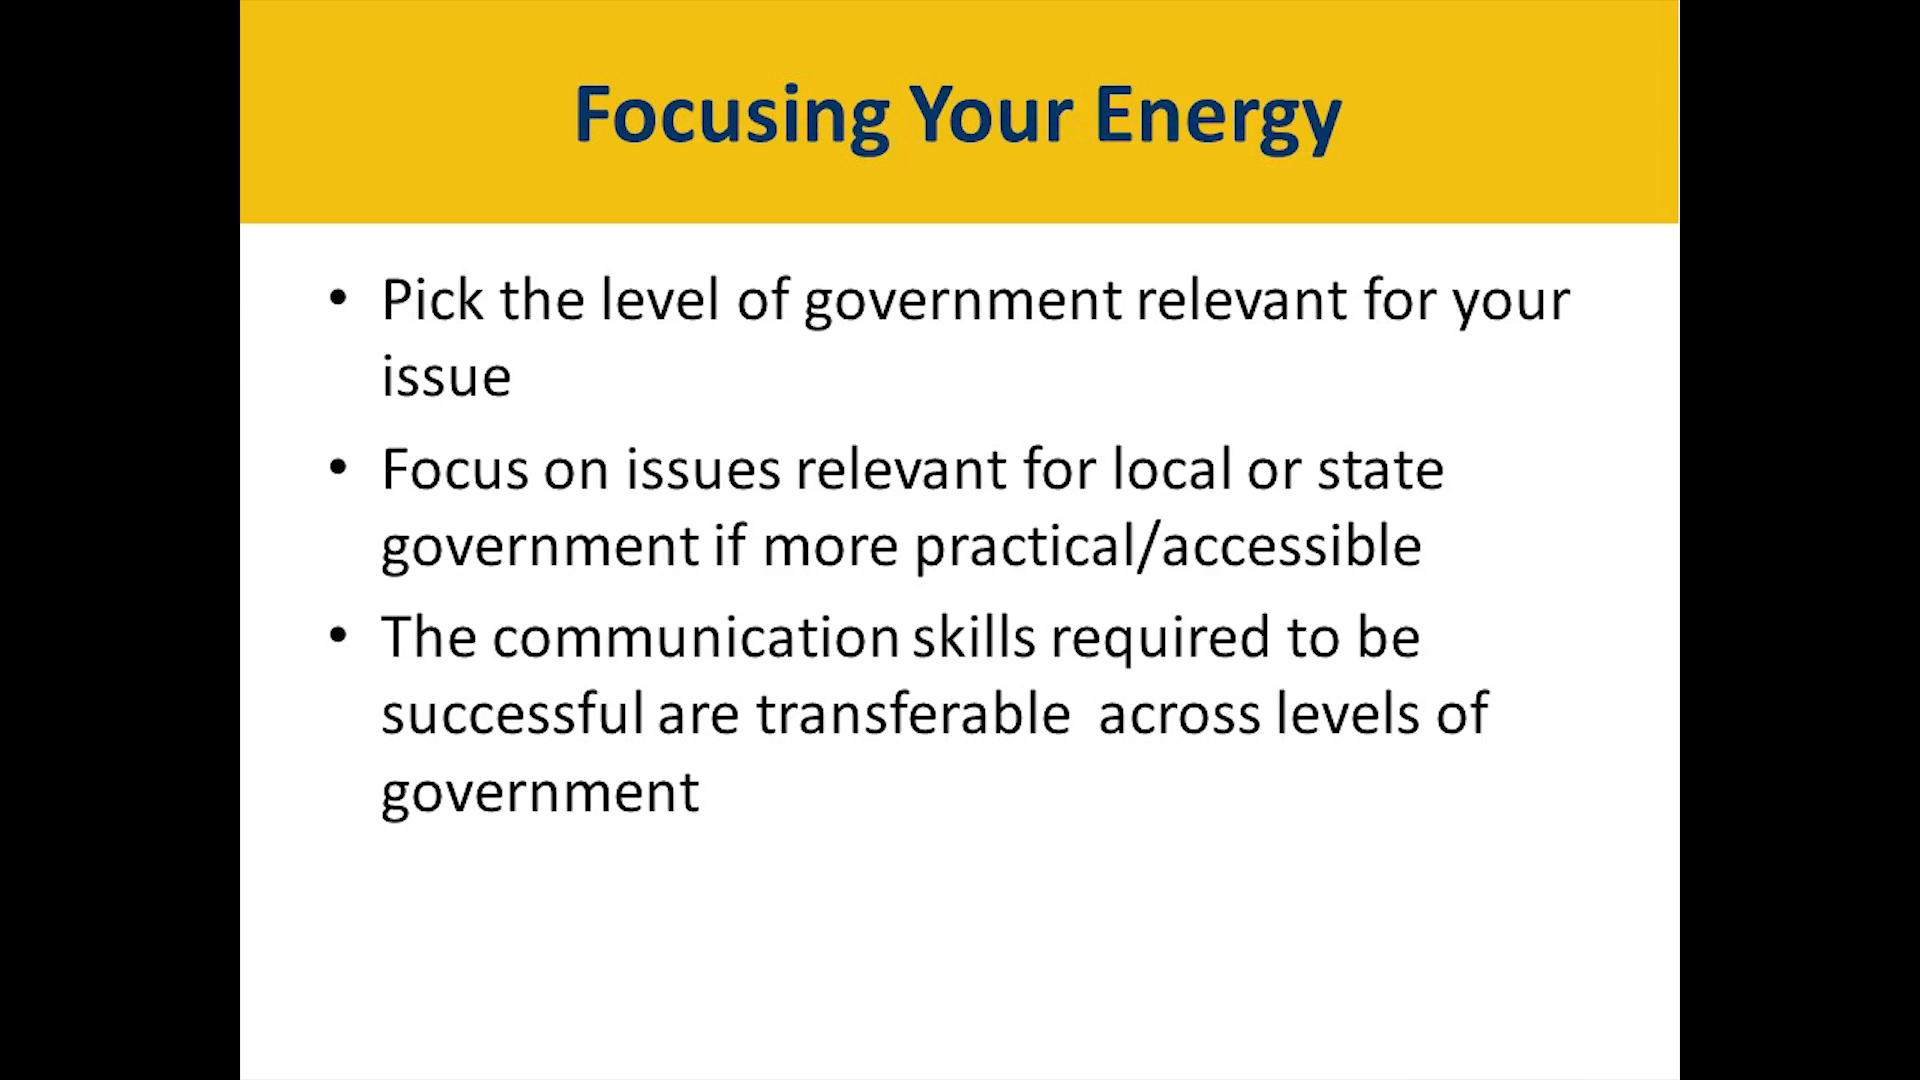 Focusing Your Energy
• Pick the level of government relevant for your
issue
• Focus on issues relevant for local or state
government if more practical/accessible
• The communication skills required to be
successful are transferable  across levels of
government